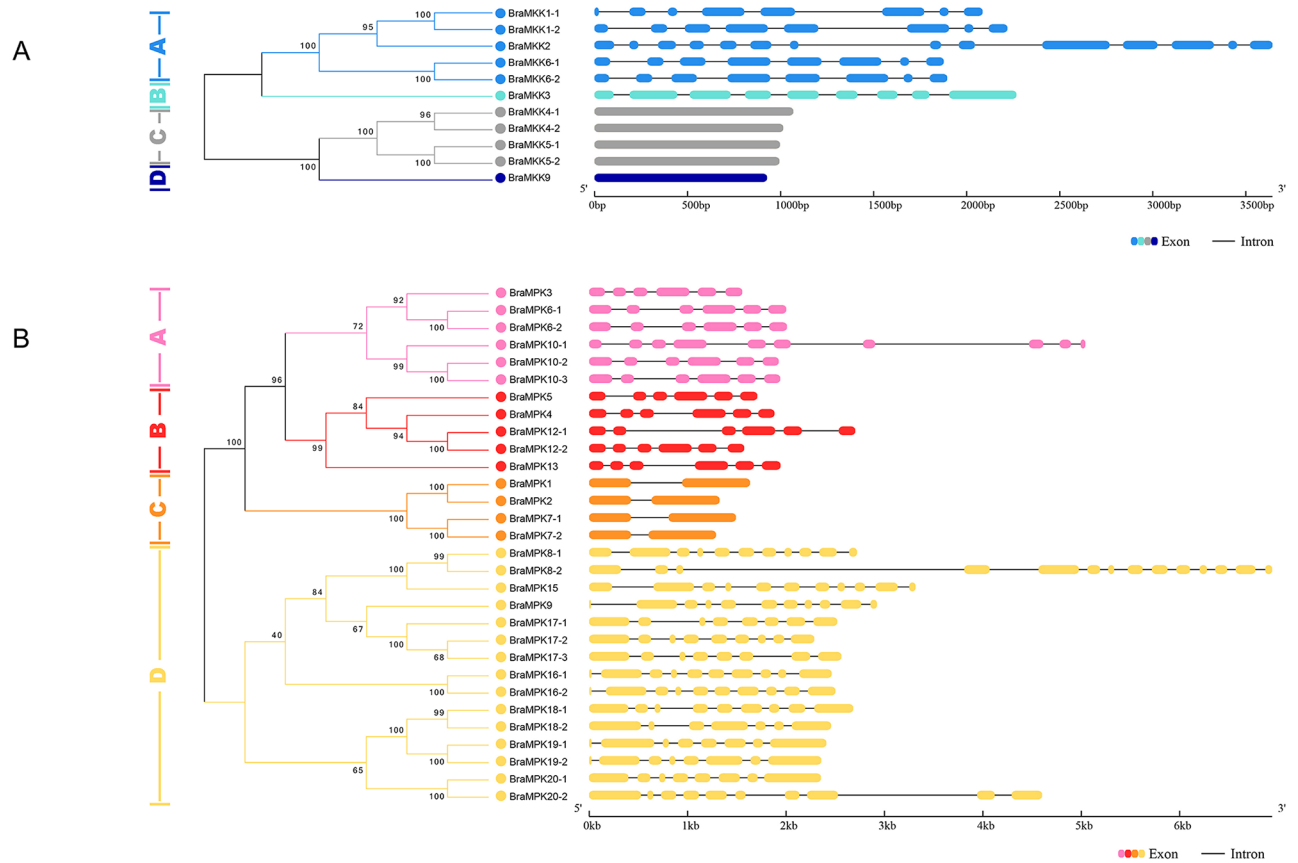 A
A
B
C
D
100
95
100
100
96
100
100
BraMKK1-1
BraMKK1-2
BraMKK2
BraMKK6-1
BraMKK6-2
BraMKK3
BraMKK4-1
BraMKK4-2
BraMKK5-1
BraMKK5-2
BraMKK9
5' 3'
0bp 500bp 1000bp 1500bp 2000bp 2500bp 3000bp 3500bp
Exon Intron
B
A
B
C
D
92
100
72
99
100
96
84
94
100
99
100
100
100
100
99
100
84
67
100
68
40
100
99
100
100
65
100
BraMPK3
BraMPK6-1
BraMPK6-2
BraMPK10-1
BraMPK10-2
BraMPK10-3
BraMPK5
BraMPK4
BraMPK12-1
BraMPK12-2
BraMPK13
BraMPK1
BraMPK2
BraMPK7-1
BraMPK7-2
BraMPK8-1
BraMPK8-2
BraMPK15
BraMPK9
BraMPK17-1
BraMPK17-2
BraMPK17-3
BraMPK16-1
BraMPK16-2
BraMPK18-1
BraMPK18-2
BraMPK19-1
BraMPK19-2
BraMPK20-1
BraMPK20-2
5' 3'
0kb 1kb 2kb 3kb 4kb 5kb 6kb
Exon Intron